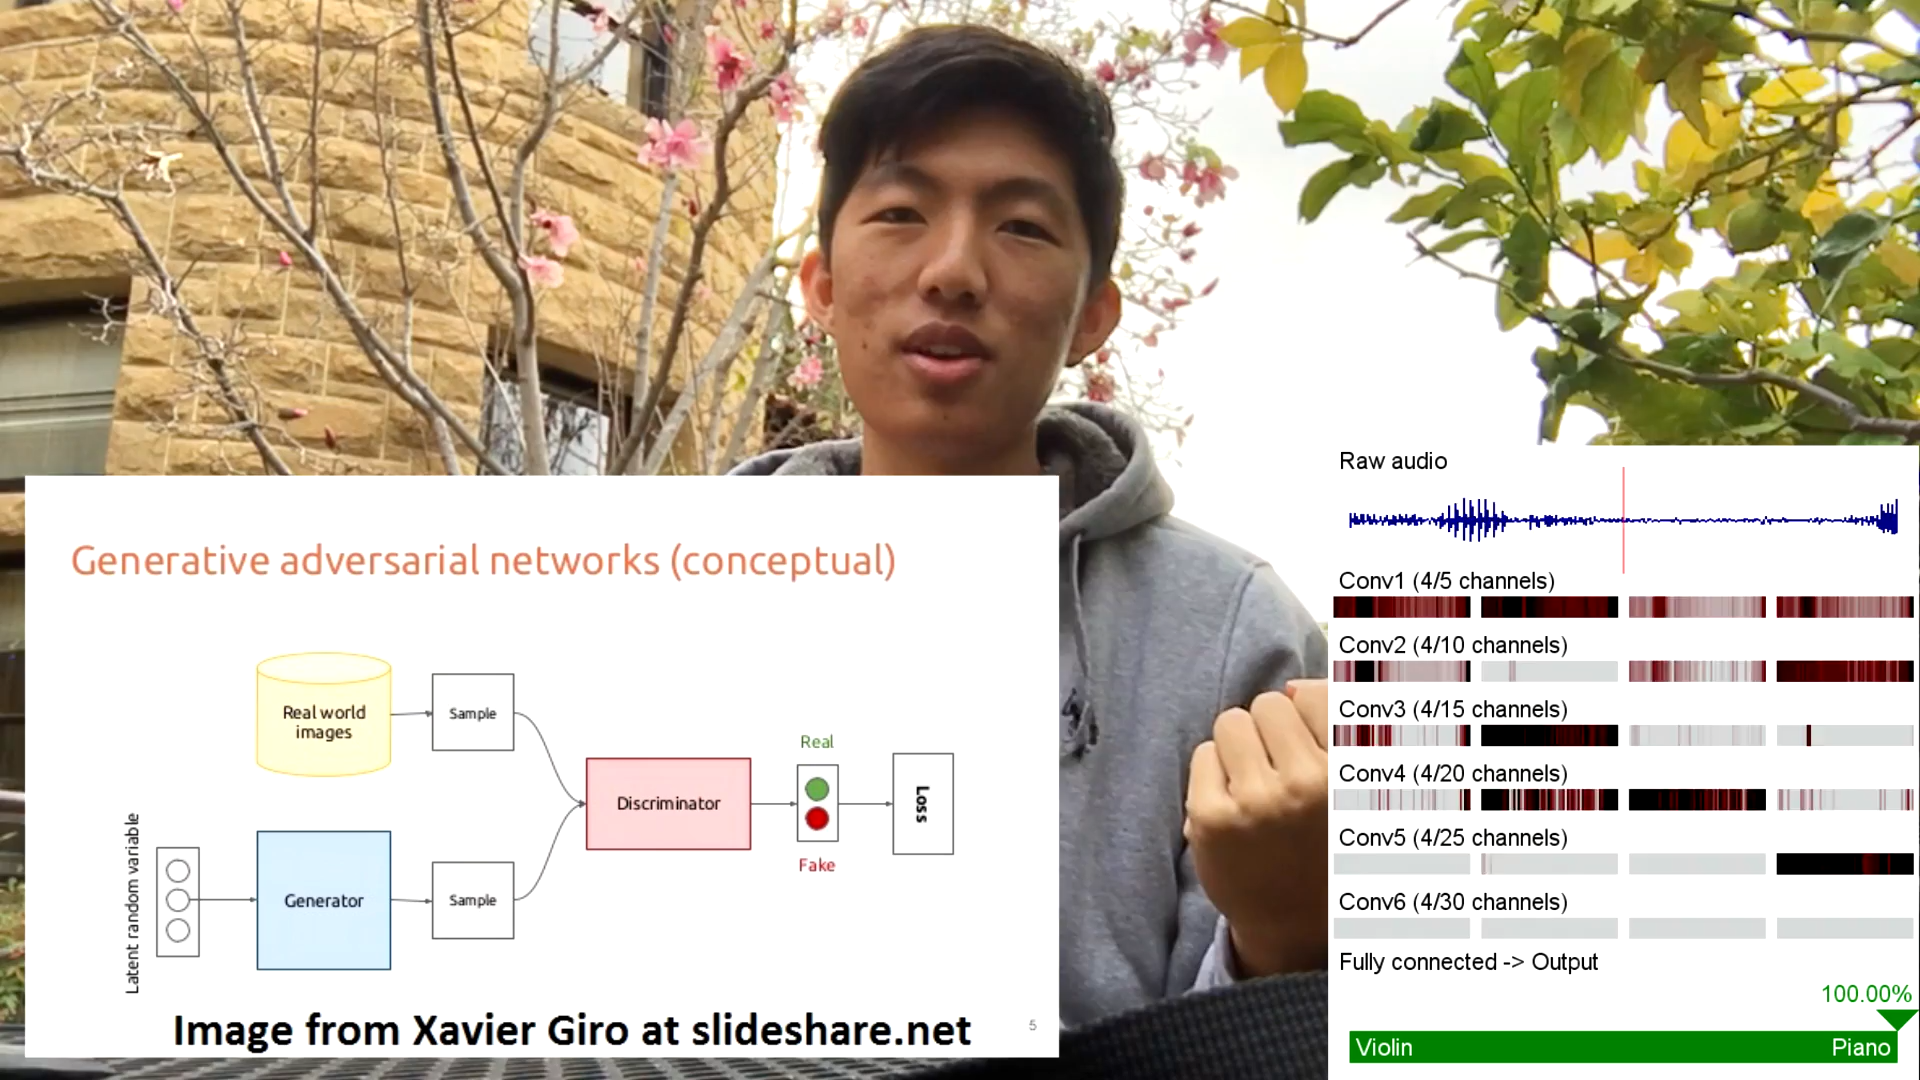 Generative adversarial networks (conceptual)
Real world
images
Sample
Real
Discriminator
Loss
Fake
Latent random variable
Generator
Sample
Image from Xavier Giro at slideshare.net
5
Raw audio
Conv1 (4/5 channels)
Conv2 (4/10 channels)
Conv3 (4/15 channels)
Conv4 (4/20 channels)
Conv5 (4/25 channels)
Conv6 (4/30 channels)
Fully connected -> Output
100.00%
Violin
Piano